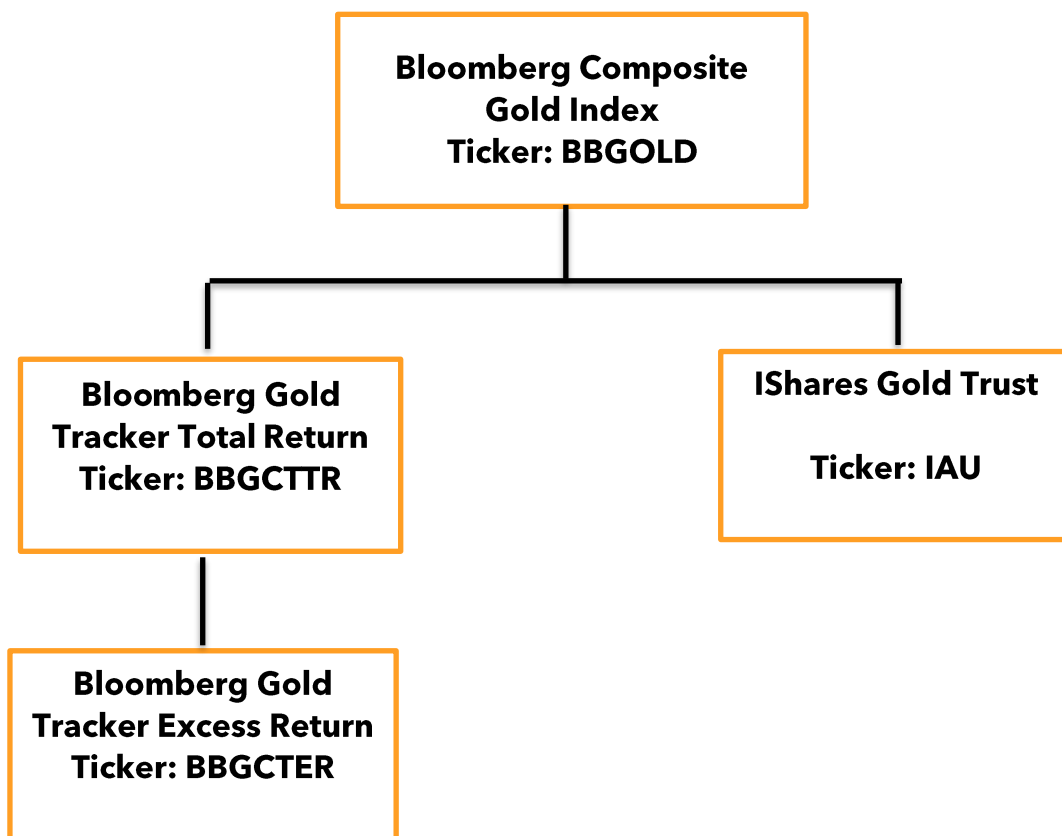 Bloomberg Composite
Gold Index
Ticker: BBGOLD
Bloomberg Gold
Tracker Total Return
Ticker: BBGCTTR
IShares Gold Trust
Ticker: IAU
Bloomberg Gold
Tracker Excess Return
Ticker: BBGCTER